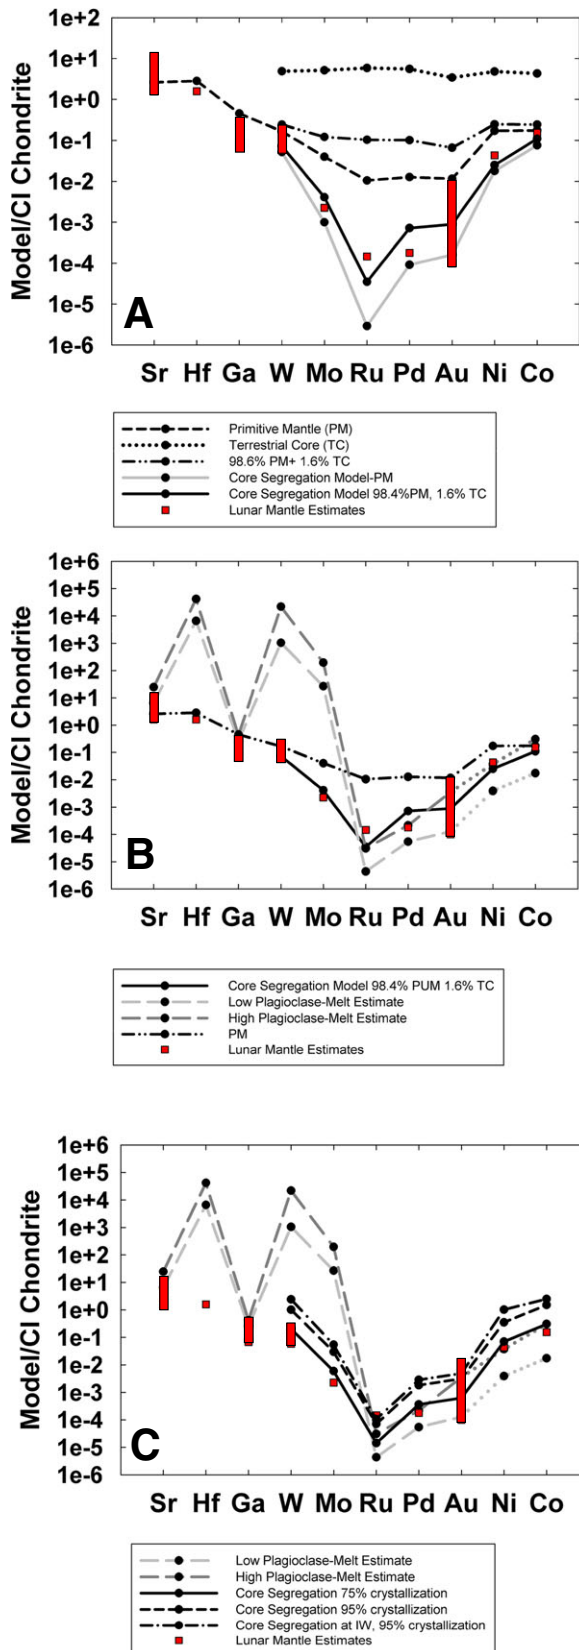 1e+2
1e+1
1e+0
1e-1
1e-2
1e-3
1e-4
1e-5
1e-6
Model/CI Chondrite
A
Sr Hf Ga W Mo Ru Pd Au Ni Co
Primitive Mantle (PM)
Terrestrial Core (TC)
98.6% PM+ 1.6% TC
Core Segregation Model-PM
Core Segregation Model 98.4%PM, 1.6% TC
Lunar Mantle Estimates
1e+6
1e+5
1e+4
1e+3
1e+2
1e+1
1e+0
1e-1
1e-2
1e-3
1e-4
1e-5
1e-6
Model/CI Chondrite
B
Sr Hf Ga W Mo Ru Pd Au Ni Co
Core Segregation Model 98.4% PUM 1.6% TC
Low Plagioclase-Melt Estimate
High Plagioclase-Melt Estimate
PM
Lunar Mantle Estimates
1e+6
1e+5
1e+4
1e+3
1e+2
1e+1
1e+0
1e-1
1e-2
1e-3
1e-4
1e-5
1e-6
Model/CI Chondrite
C
Sr Hf Ga W Mo Ru Pd Au Ni Co
Low Plagioclase-Melt Estimate
High Plagioclase-Melt Estimate
Core Segregation 75% crystallization
Core Segregation 95% crystallization
Core Segregation at IW, 95% crystallization
Lunar Mantle Estimates